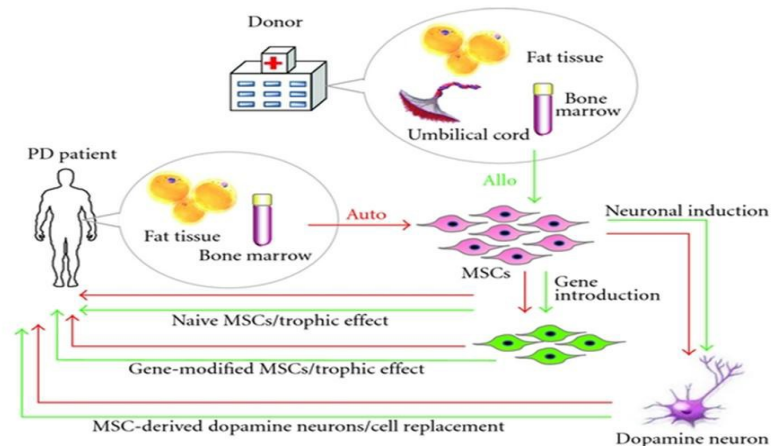 Donor
Fat tissue
Bone
marrow
Umbilical cord
PD patient
Allo
Auto
Fat tissue
Bone marrow
Neuronal induction
MSCs
Gene
introduction
Naive MSCs/trophic effect
Gene-modified MSCs/trophic effect
MSC-derived dopamine neurons/cell replacement
Dopamine neuron